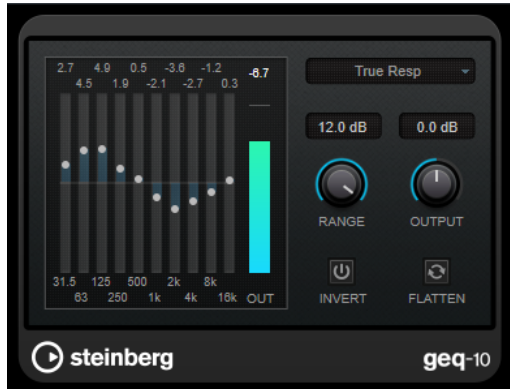 2.7 4.9 0.5 -3.6 -1.2 -6.7
4.5 1.9 -2.1 -2.7 0.3
True Resp
12.0 dB 0.0 dB
RANGE OUTPUT
31.5 125 500 2k 8k
63 250 1k 4k 16k OUT
INVERT FLATTEN
steinberg geq-10